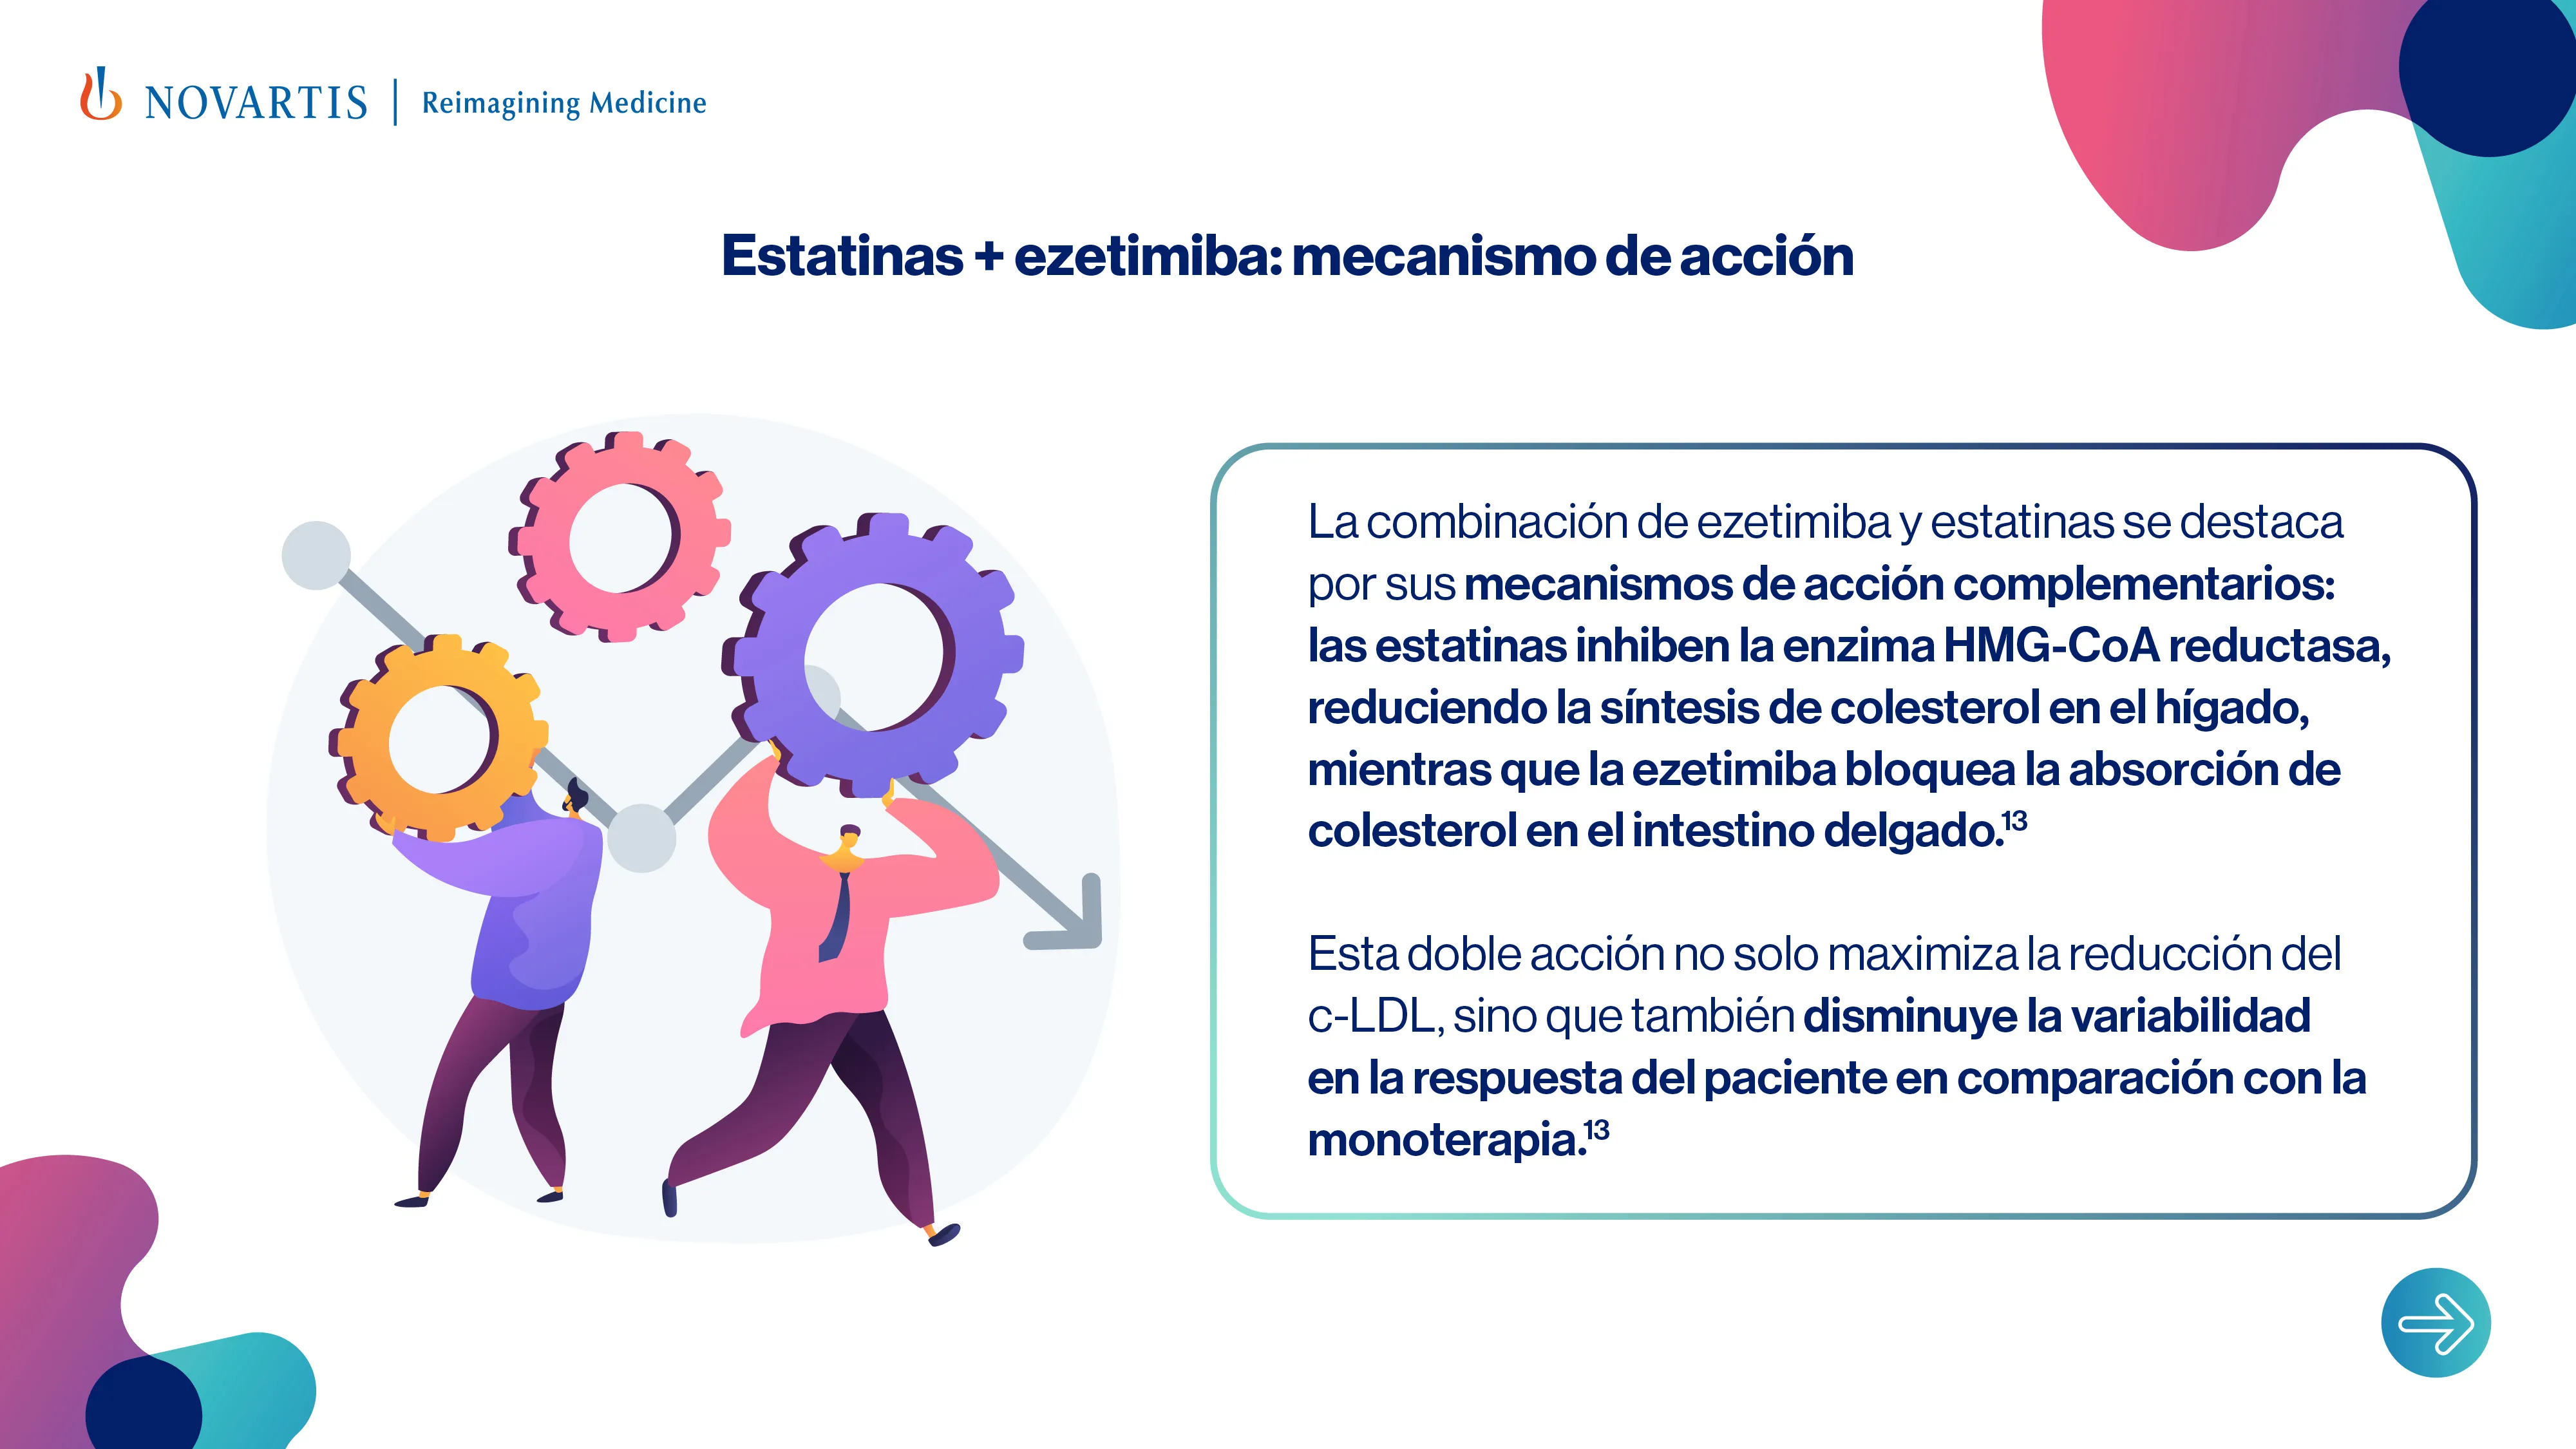 NOVARTIS | Reimagining Medicine
Estatinas + ezetimiba: mecanismo de acción
La combinación de ezetimiba y estatinas se destaca
por sus mecanismos de acción complementarios:
las estatinas inhiben la enzima HMG-CoA reductasa,
reduciendo la síntesis de colesterol en el hígado,
mientras que la ezetimiba bloquea la absorción de
colesterol en el intestino delgado.¹³
Esta doble acción no solo maximiza la reducción del
c-LDL, sino que también disminuye la variabilidad
en la respuesta del paciente en comparación con la
monoterapia.¹³